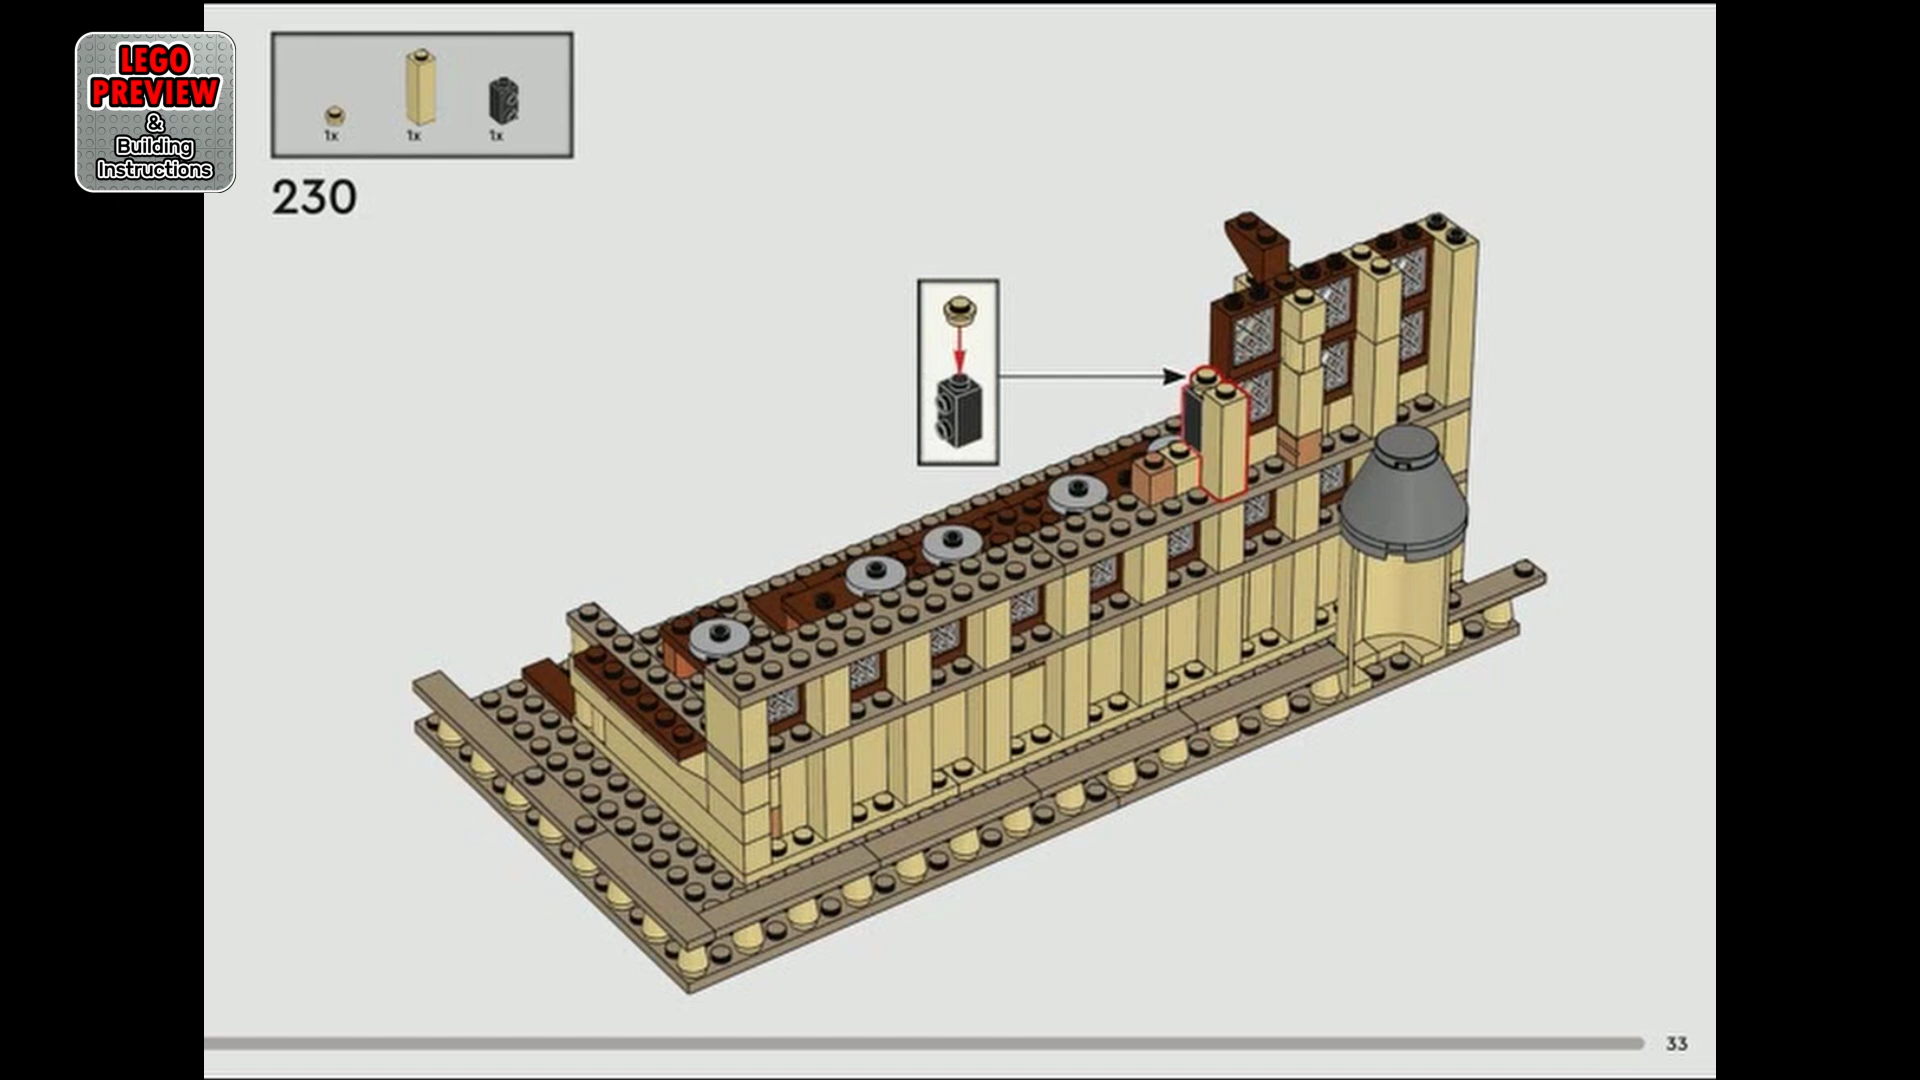 LEGO
PREVIEW
&
Building
Instructions
1x 1x 1x
230
33